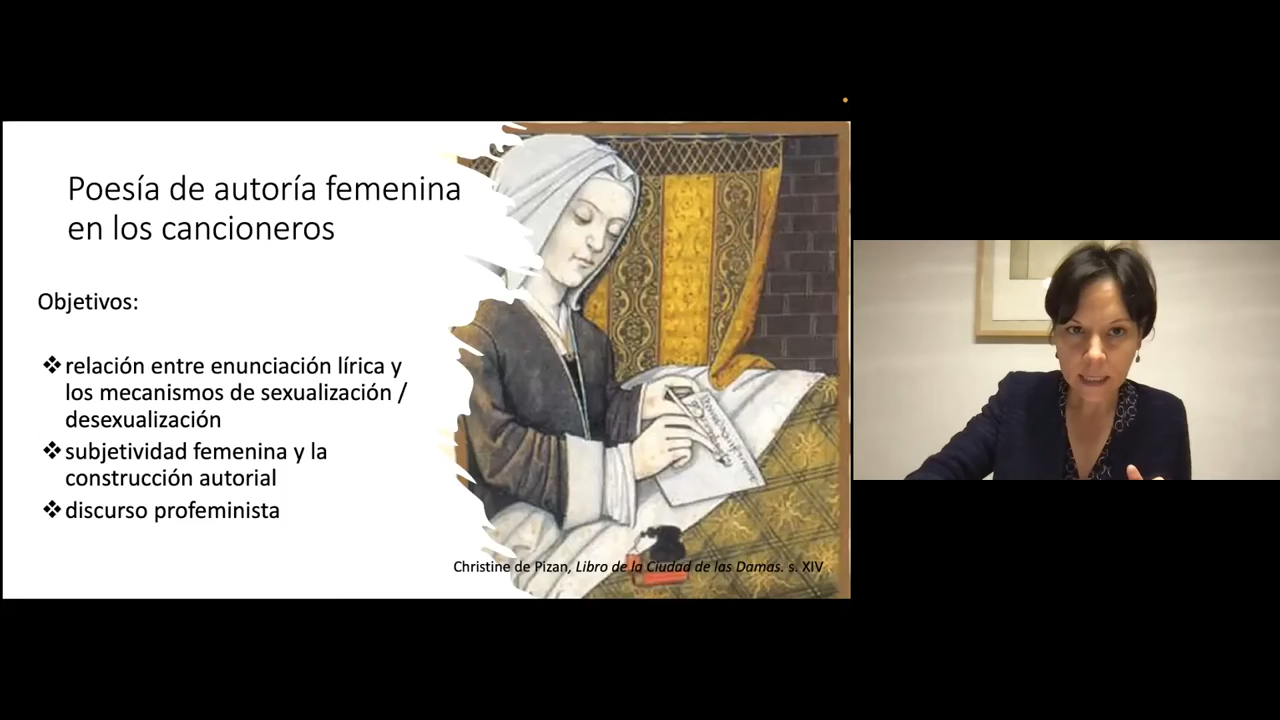 Poesía de autoría femenina
en los cancioneros
Objetivos:
❖relación entre enunciación lírica y
los mecanismos de sexualización /
desexualización
❖subjetividad femenina y la
construcción autorial
❖discurso profeminista
Christine de Pizan, Libro de la Ciudad de las Damas. s. XIV